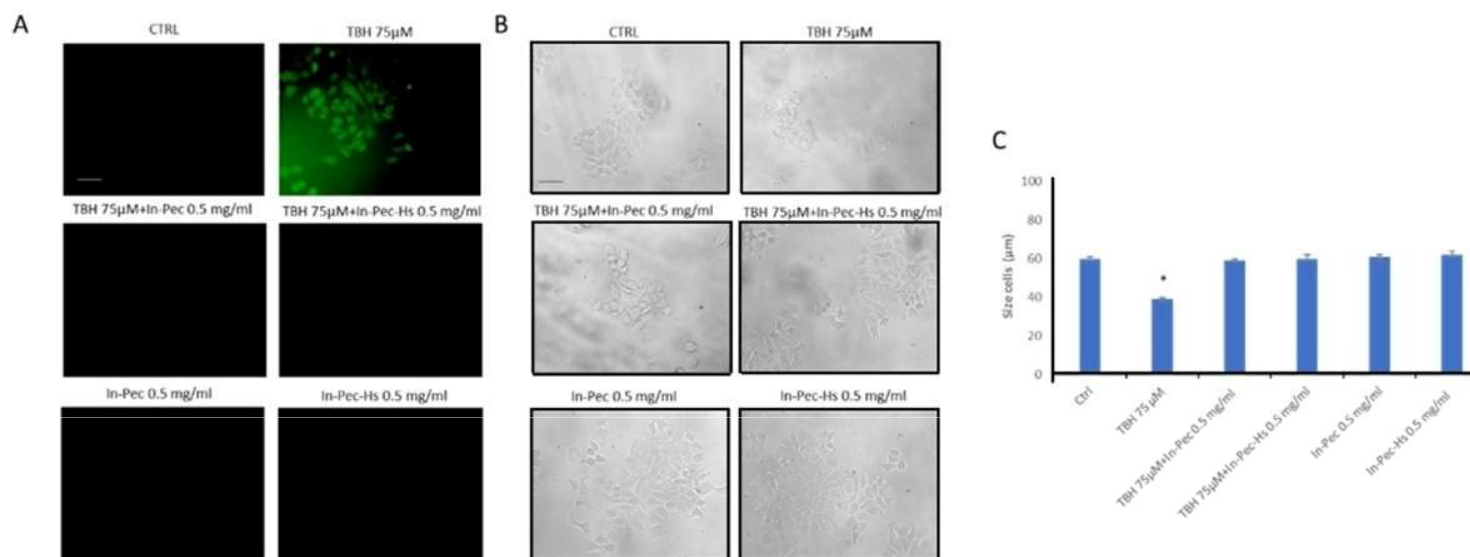 A
CTRL
TBH 75µM
TBH 75µM+In-Pec 0.5 mg/ml
TBH 75µM+In-Pec-Hs 0.5 mg/ml
In-Pec 0.5 mg/ml
In-Pec-Hs 0.5 mg/ml
B
CTRL
TBH 75µM
TBH 75µM+In-Pec 0.5 mg/ml
TBH 75µM+In-Pec-Hs 0.5 mg/ml
In-Pec 0.5 mg/ml
In-Pec-Hs 0.5 mg/ml
C
Size cells (µm)
100
80
60
40
20
0
*
Ctrl
TBH 75 µM
TBH 75µM+In-Pec 0.5 mg/ml
TBH 75µM+In-Pec-Hs 0.5 mg/ml
In-Pec 0.5 mg/ml
In-Pec-Hs 0.5 mg/ml